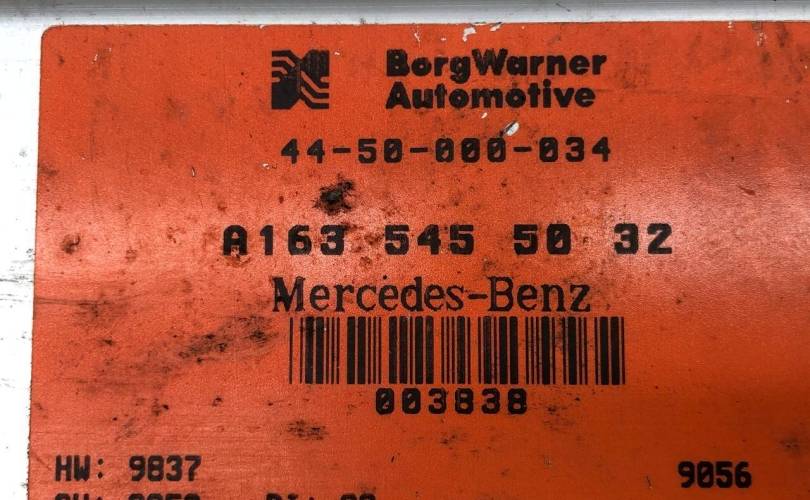 BorgWarner
Automotive
44-50-000-034
A163 545 50 32
Mercedes-Benz
003838
HW: 9837
9056